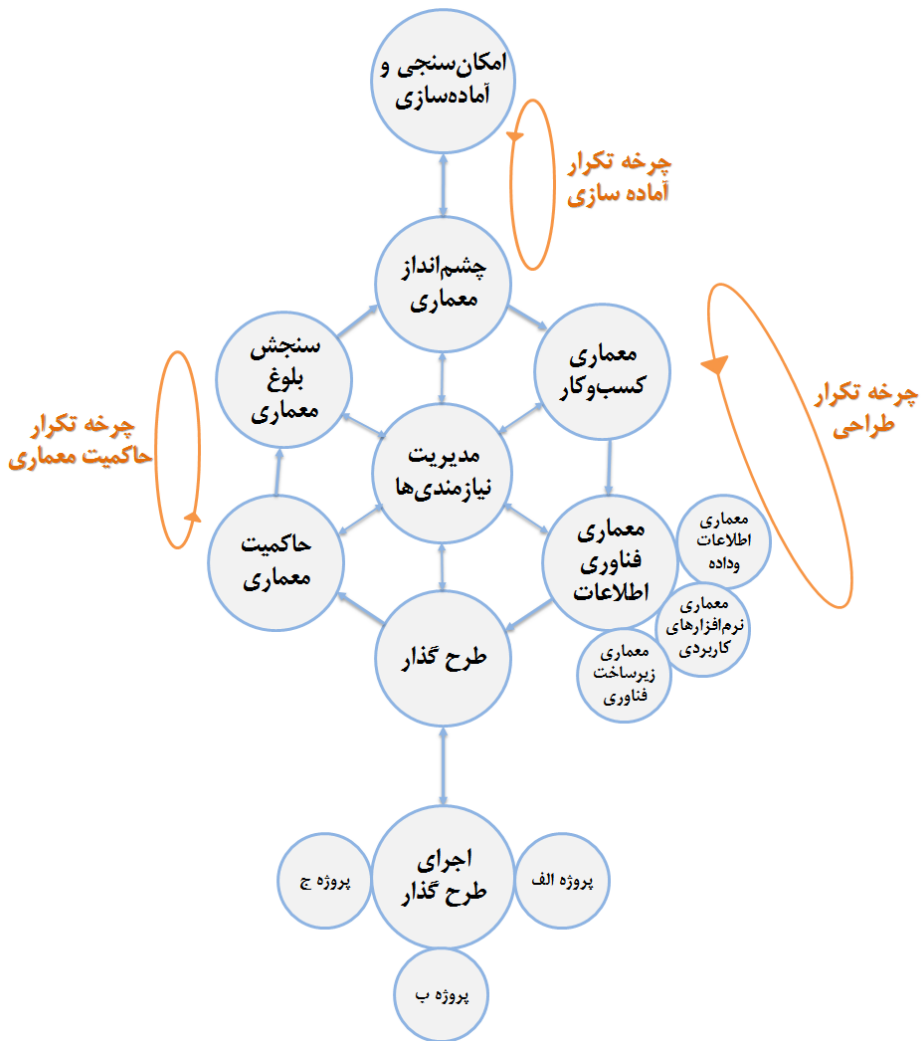 امکان‌سنجی و
آماده‌سازی
چرخه تکرار
آماده سازی
چشم‌انداز
معماری
سنجش
بلوغ
معماری
معماری
کسب‌وکار
چرخه تکرار
طراحی
چرخه تکرار
حاکمیت معماری
مدیریت
نیازمندی‌ها
حاکمیت
معماری
معماری
فناوری
اطلاعات
معماری
اطلاعات
وداده
معماری
نرم‌افزارهای
کاربردی
معماری
زیرساخت
فناوری
طرح گذار
اجرای
طرح گذار
پروژه الف
پروژه ج
پروژه ب